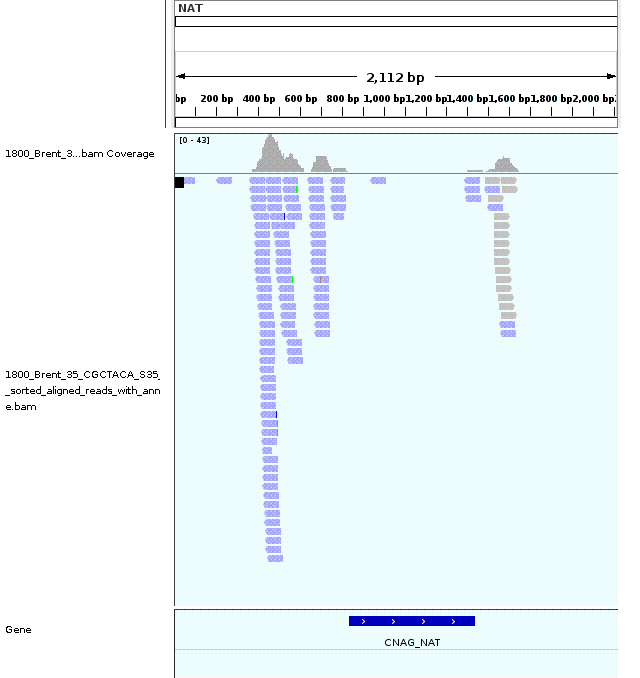 NAT
2,112 bp
bp 200 bp 400 bp 600 bp 800 bp 1,000 bp 1,200 bp 1,400 bp 1,600 bp 1,800 bp 2,000 bp
[0 - 43]
1800_Brent_3...bam Coverage
1800_Brent_35_CGCTACA_S35_
_sorted_aligned_reads_with_ann
e.bam
Gene
CNAG_NAT